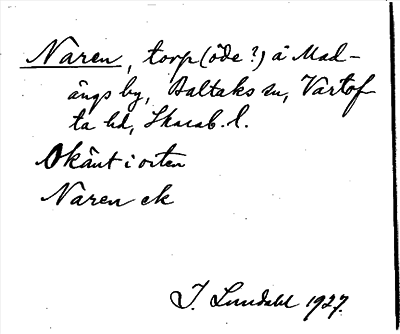 Naren, torp (öde?) å Mad-
ängs by, Baltaks sn, Vartof-
ta hd, Skarab. l.
Okänt i orten
Naren ek
J. Lundahl 1927.